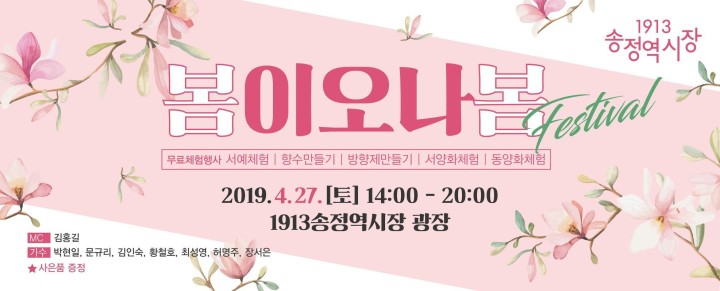 1913
송정역시장
봄이오나봄
Festival
무료체험행사 서예체험 | 향수만들기 | 방향제만들기 | 서양화체험 | 동양화체험
2019.4.27.[토] 14:00 - 20:00
1913송정역시장 광장
MC 김홍길
가수 박현일, 문규리, 김인숙, 황철호, 최성영, 허명주, 장서은
★사은품 증정